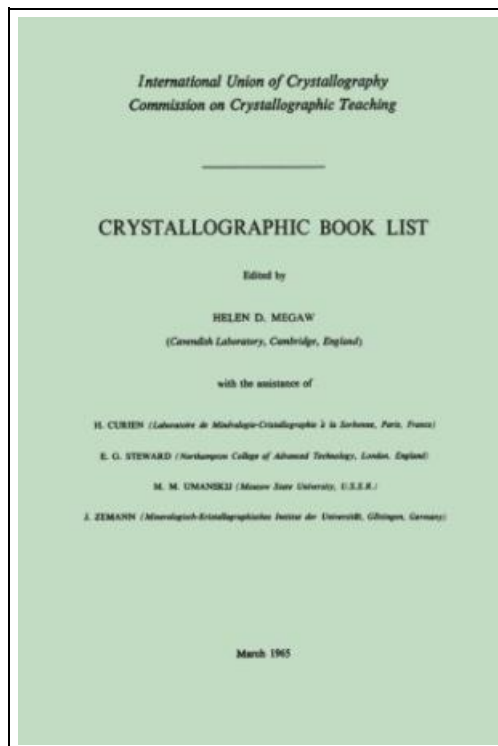 International Union of Crystallography
Commission on Crystallographic Teaching
CRYSTALLOGRAPHIC BOOK LIST
Edited by
HELEN D. MEGAW
(Cavendish Laboratory, Cambridge, England)
with the assistance of
H. CURIEN (Laboratoire de Minéralogie-Cristallographie à la Sorbonne, Paris, France)
E. G. STEWARD (Northampton College of Advanced Technology, London, England)
M. M. UMANSKIJ (Moscow State University, U.S.S.R.)
J. ZEMANN (Mineralogisch-Kristallographisches Institut der Universität, Göttingen, Germany)
March 1965